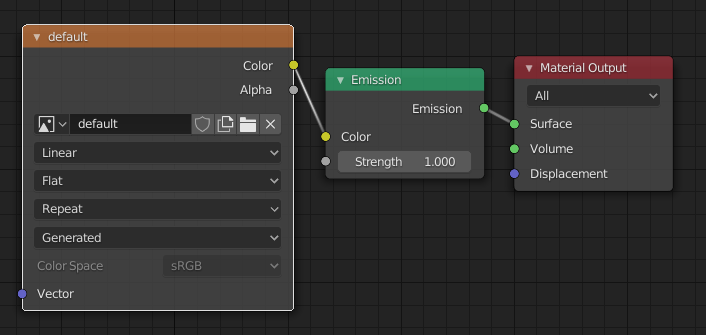 default
Color
Alpha
default
Linear
Flat
Repeat
Generated
Color Space sRGB
Vector
Emission
Emission
Color
Strength 1.000
Material Output
All
Surface
Volume
Displacement